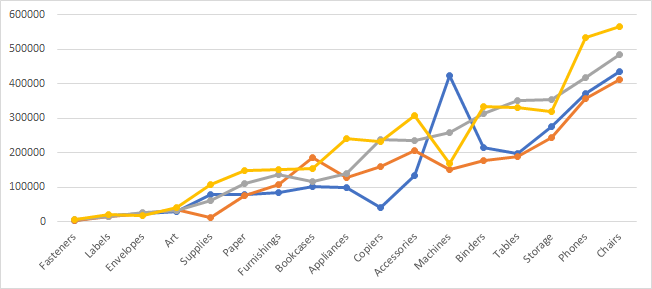 600000
500000
400000
300000
200000
100000
0
Fasteners
Labels
Envelopes
Art
Supplies
Paper
Furnishings
Bookcases
Appliances
Copiers
Accessories
Machines
Binders
Tables
Storage
Phones
Chairs